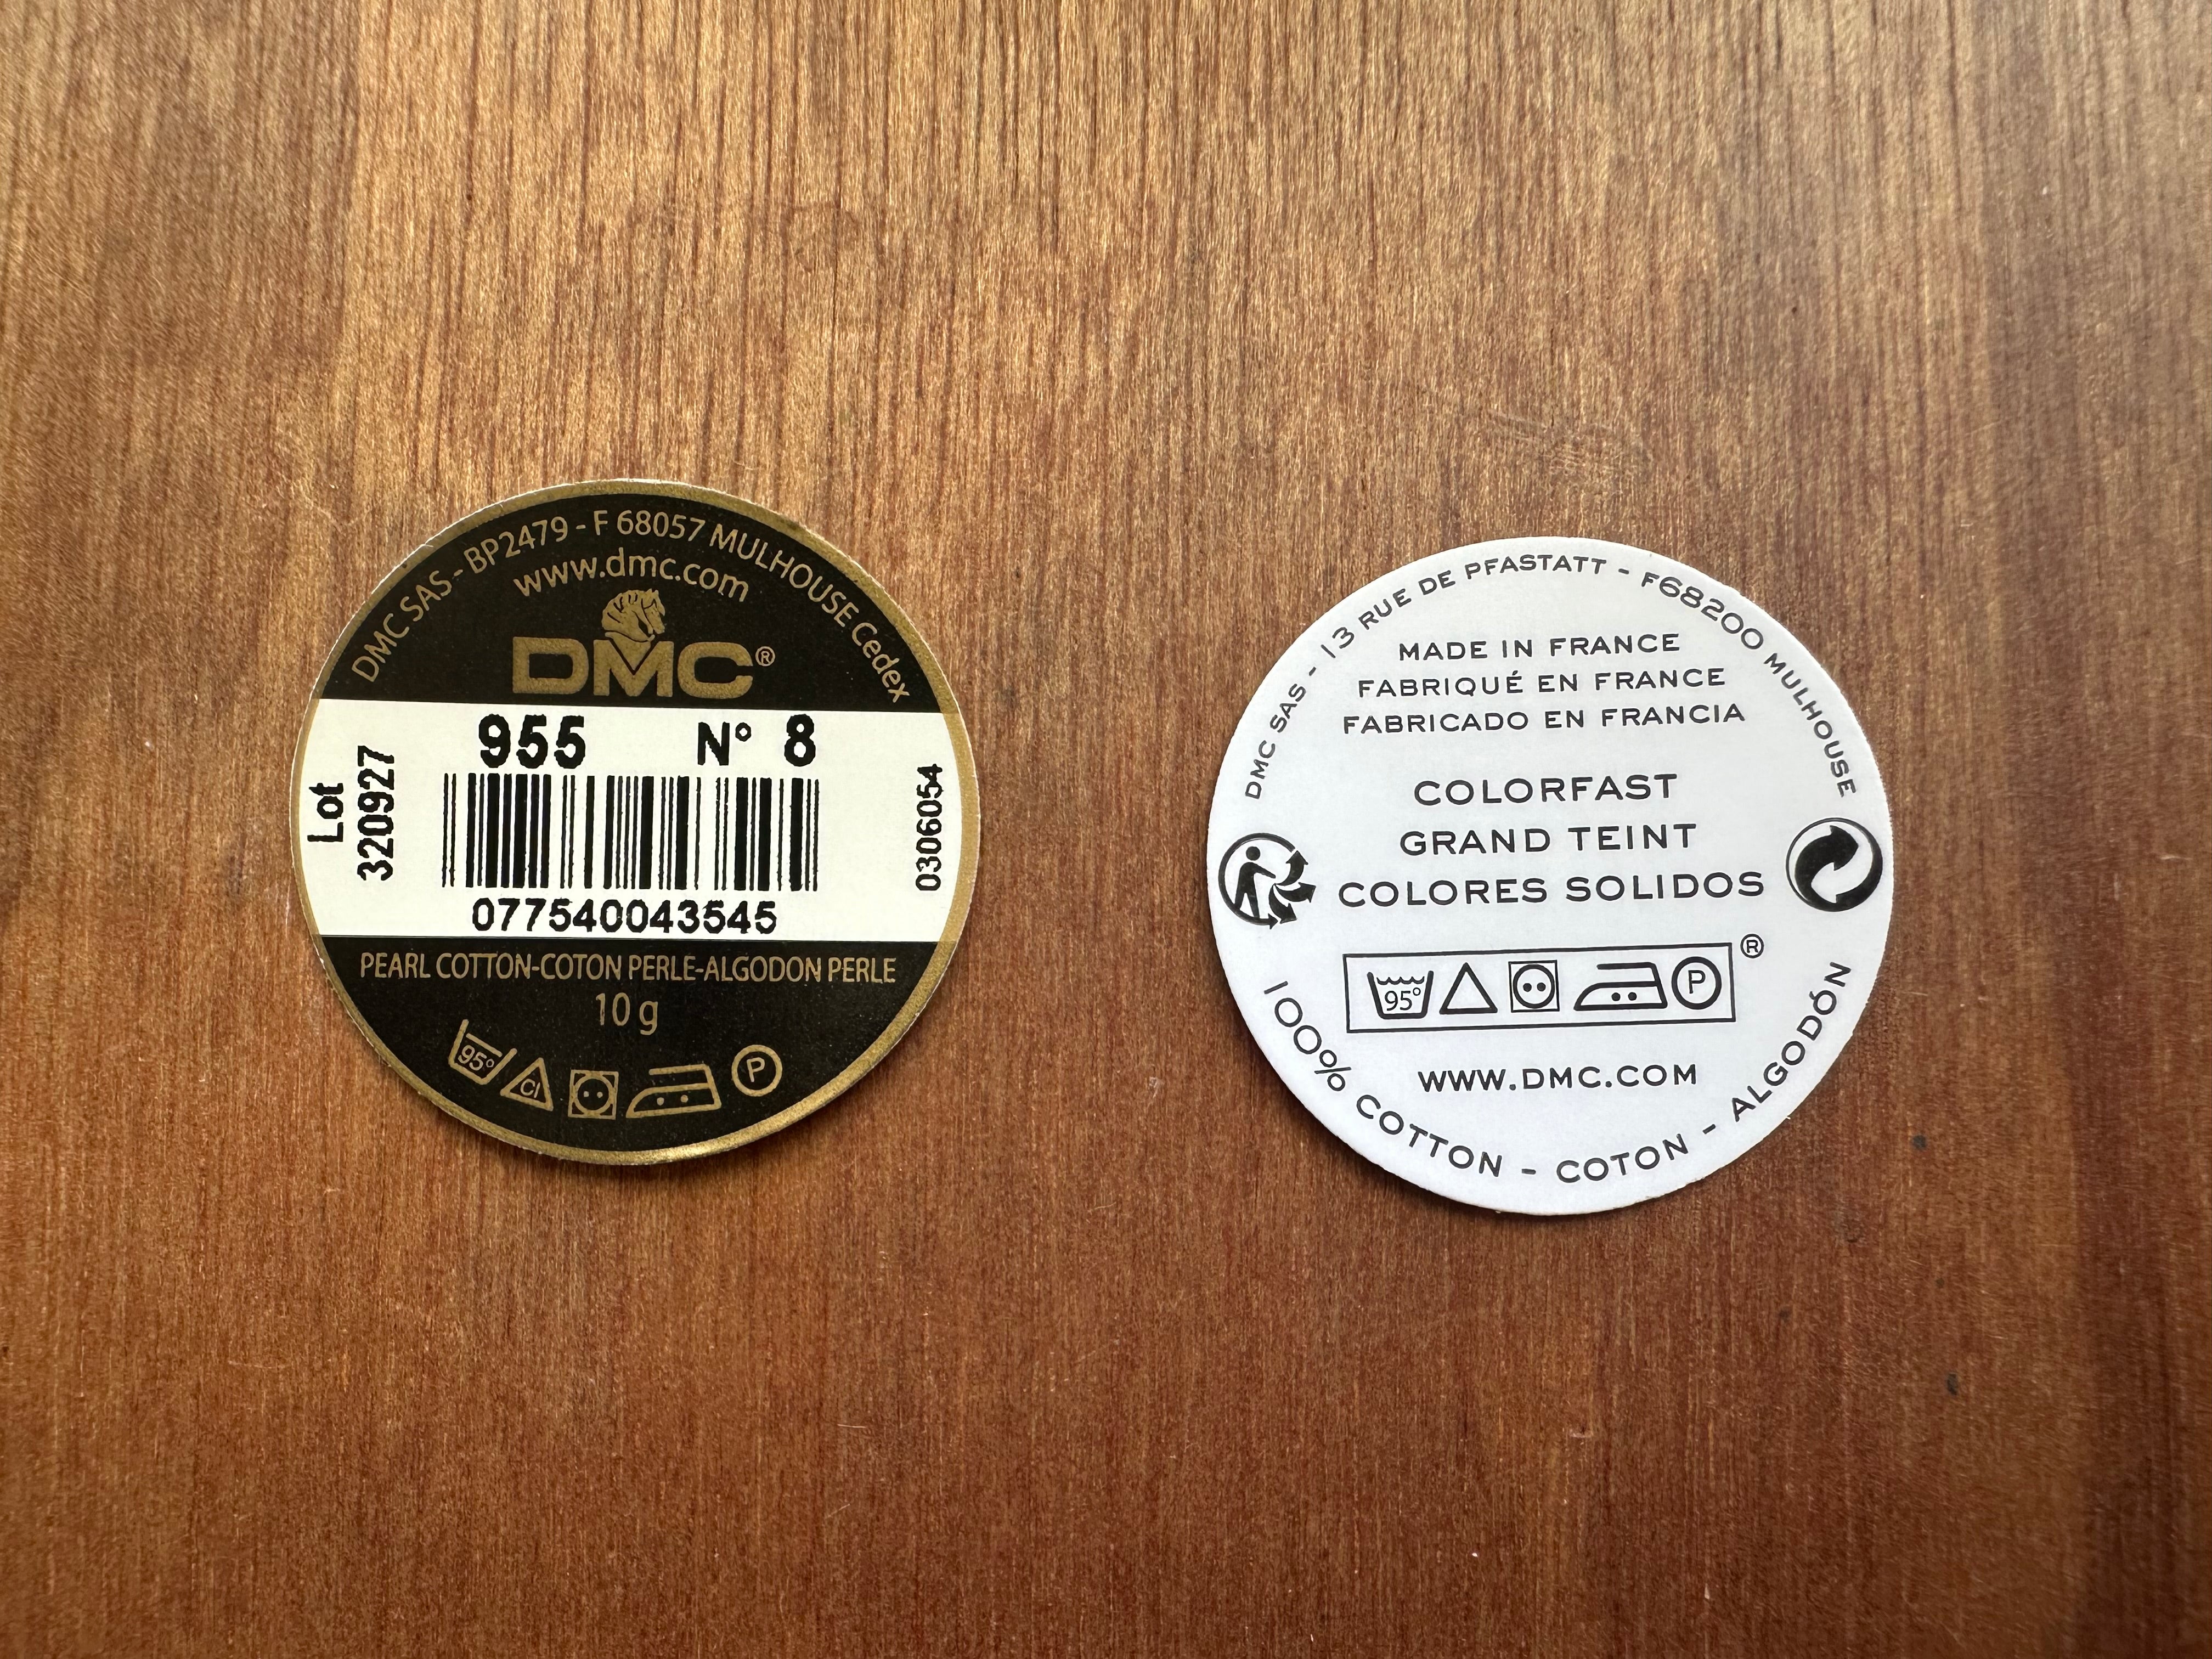 DMC SAS - BP2479 - F 68057 MULHOUSE Cedex
www.dmc.com
DMC®
955 N° 8
Lot
320927
0306054
077540043545
PEARL COTTON-COTON PERLE-ALGODON PERLE
10 g
95°
Cl
P
DMC SAS - 13 RUE DE PFASTATT - F68200 MULHOUSE
MADE IN FRANCE
FABRIQUÉ EN FRANCE
FABRICADO EN FRANCIA
COLORFAST
GRAND TEINT
COLORES SOLIDOS
®
95°
P
WWW.DMC.COM
100% COTTON - COTON - ALGODÓN